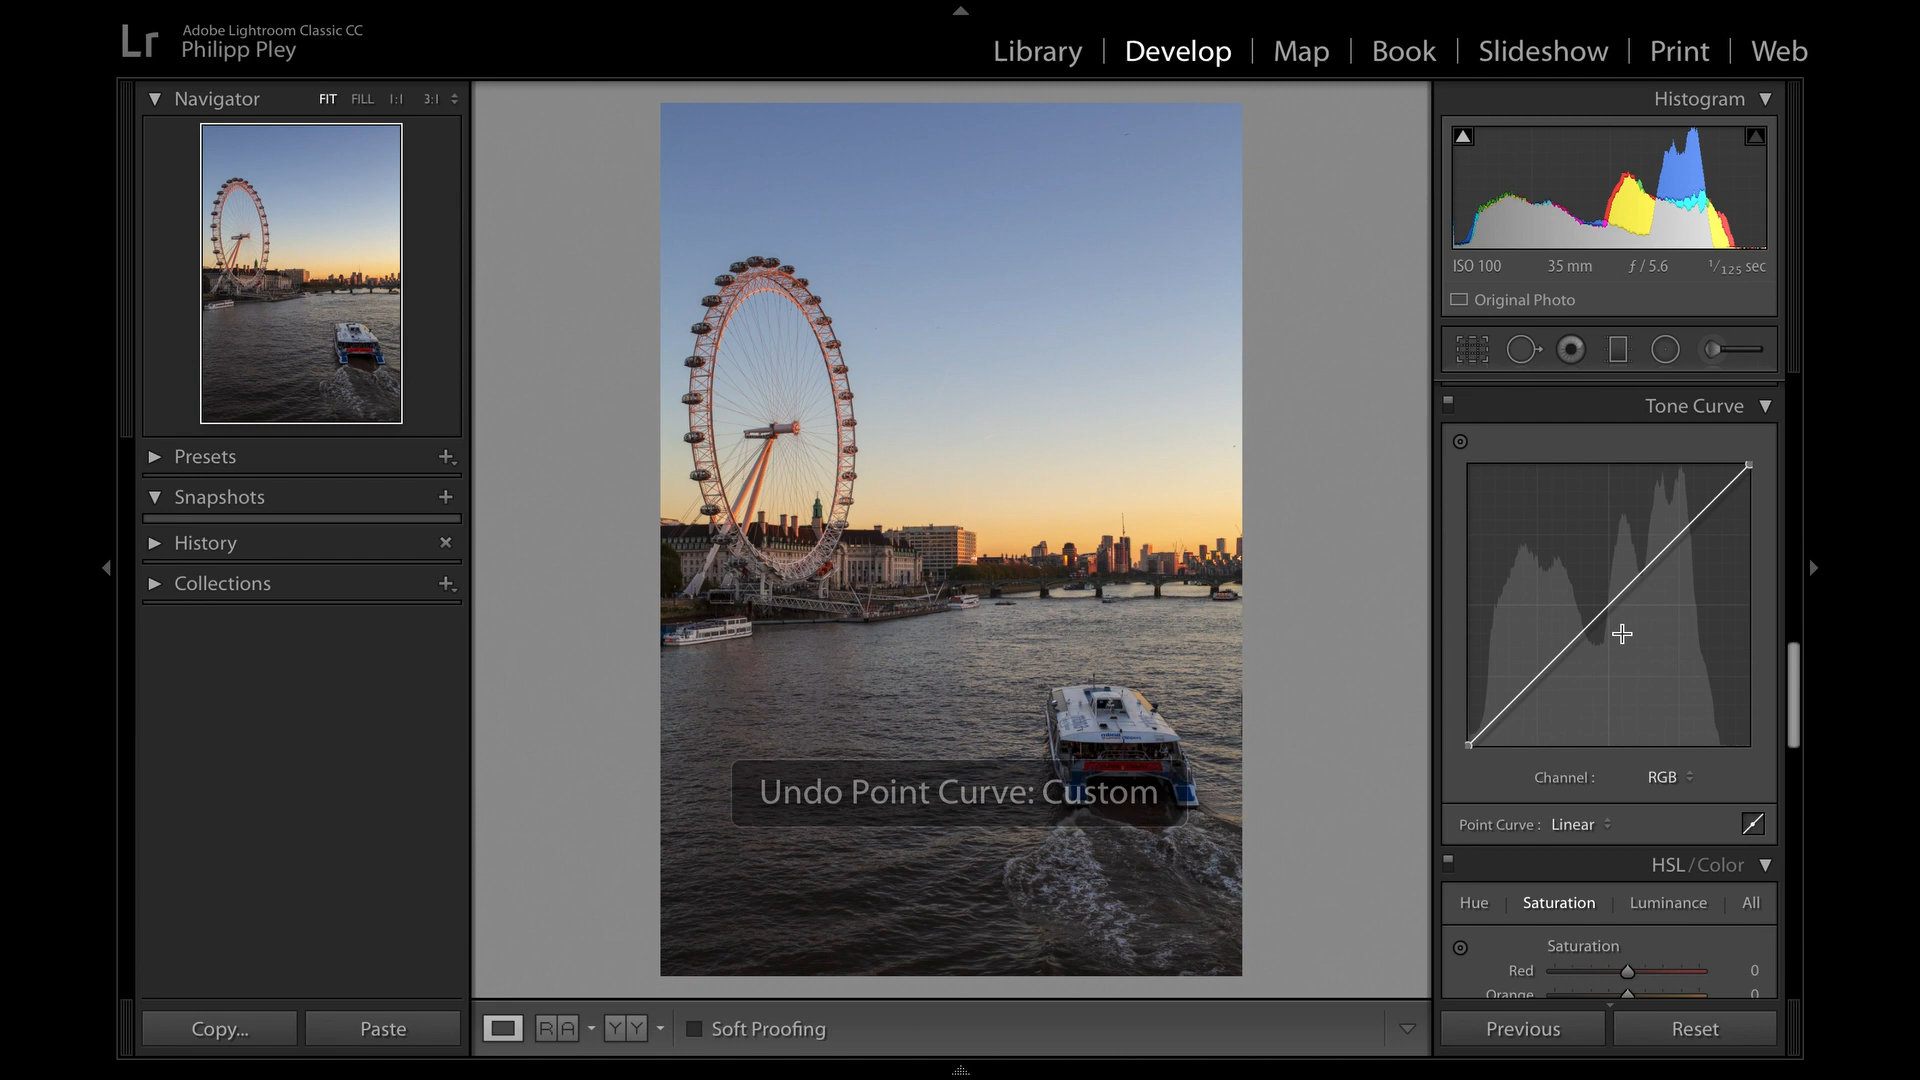 Lr
Adobe Lightroom Classic CC
Philipp Pley
Library | Develop | Map | Book | Slideshow | Print | Web
Navigator FIT FILL 1:1 3:1
Presets
Snapshots
History
Collections
Copy... Paste
Undo Point Curve: Custom
R A Y Y Soft Proofing
Histogram
ISO 100 35 mm ƒ / 5.6 1/125 sec
Original Photo
Tone Curve
Channel : RGB
Point Curve : Linear
HSL / Color
Hue | Saturation | Luminance | All
Saturation
Red 0
Orange 0
Previous Reset